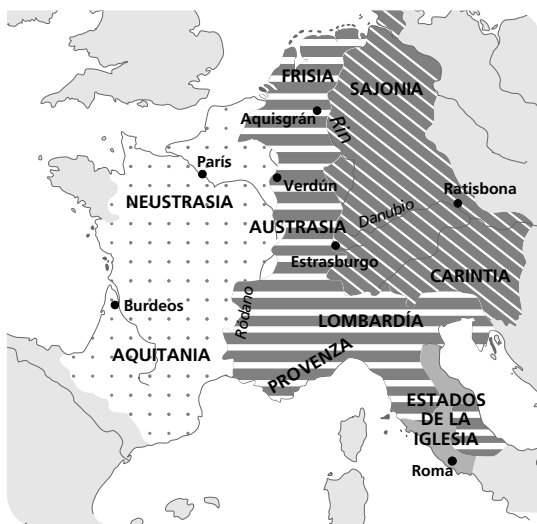 FRISIA
SAJONIA
Aquisgrán
Rín
París
Verdún
Ratisbona
NEUSTRASIA
Danubio
AUSTRASIA
Estrasburgo
CARINTIA
Burdeos
Ródano
LOMBARDÍA
AQUITANIA
PROVENZA
ESTADOS
DE LA
IGLESIA
Roma